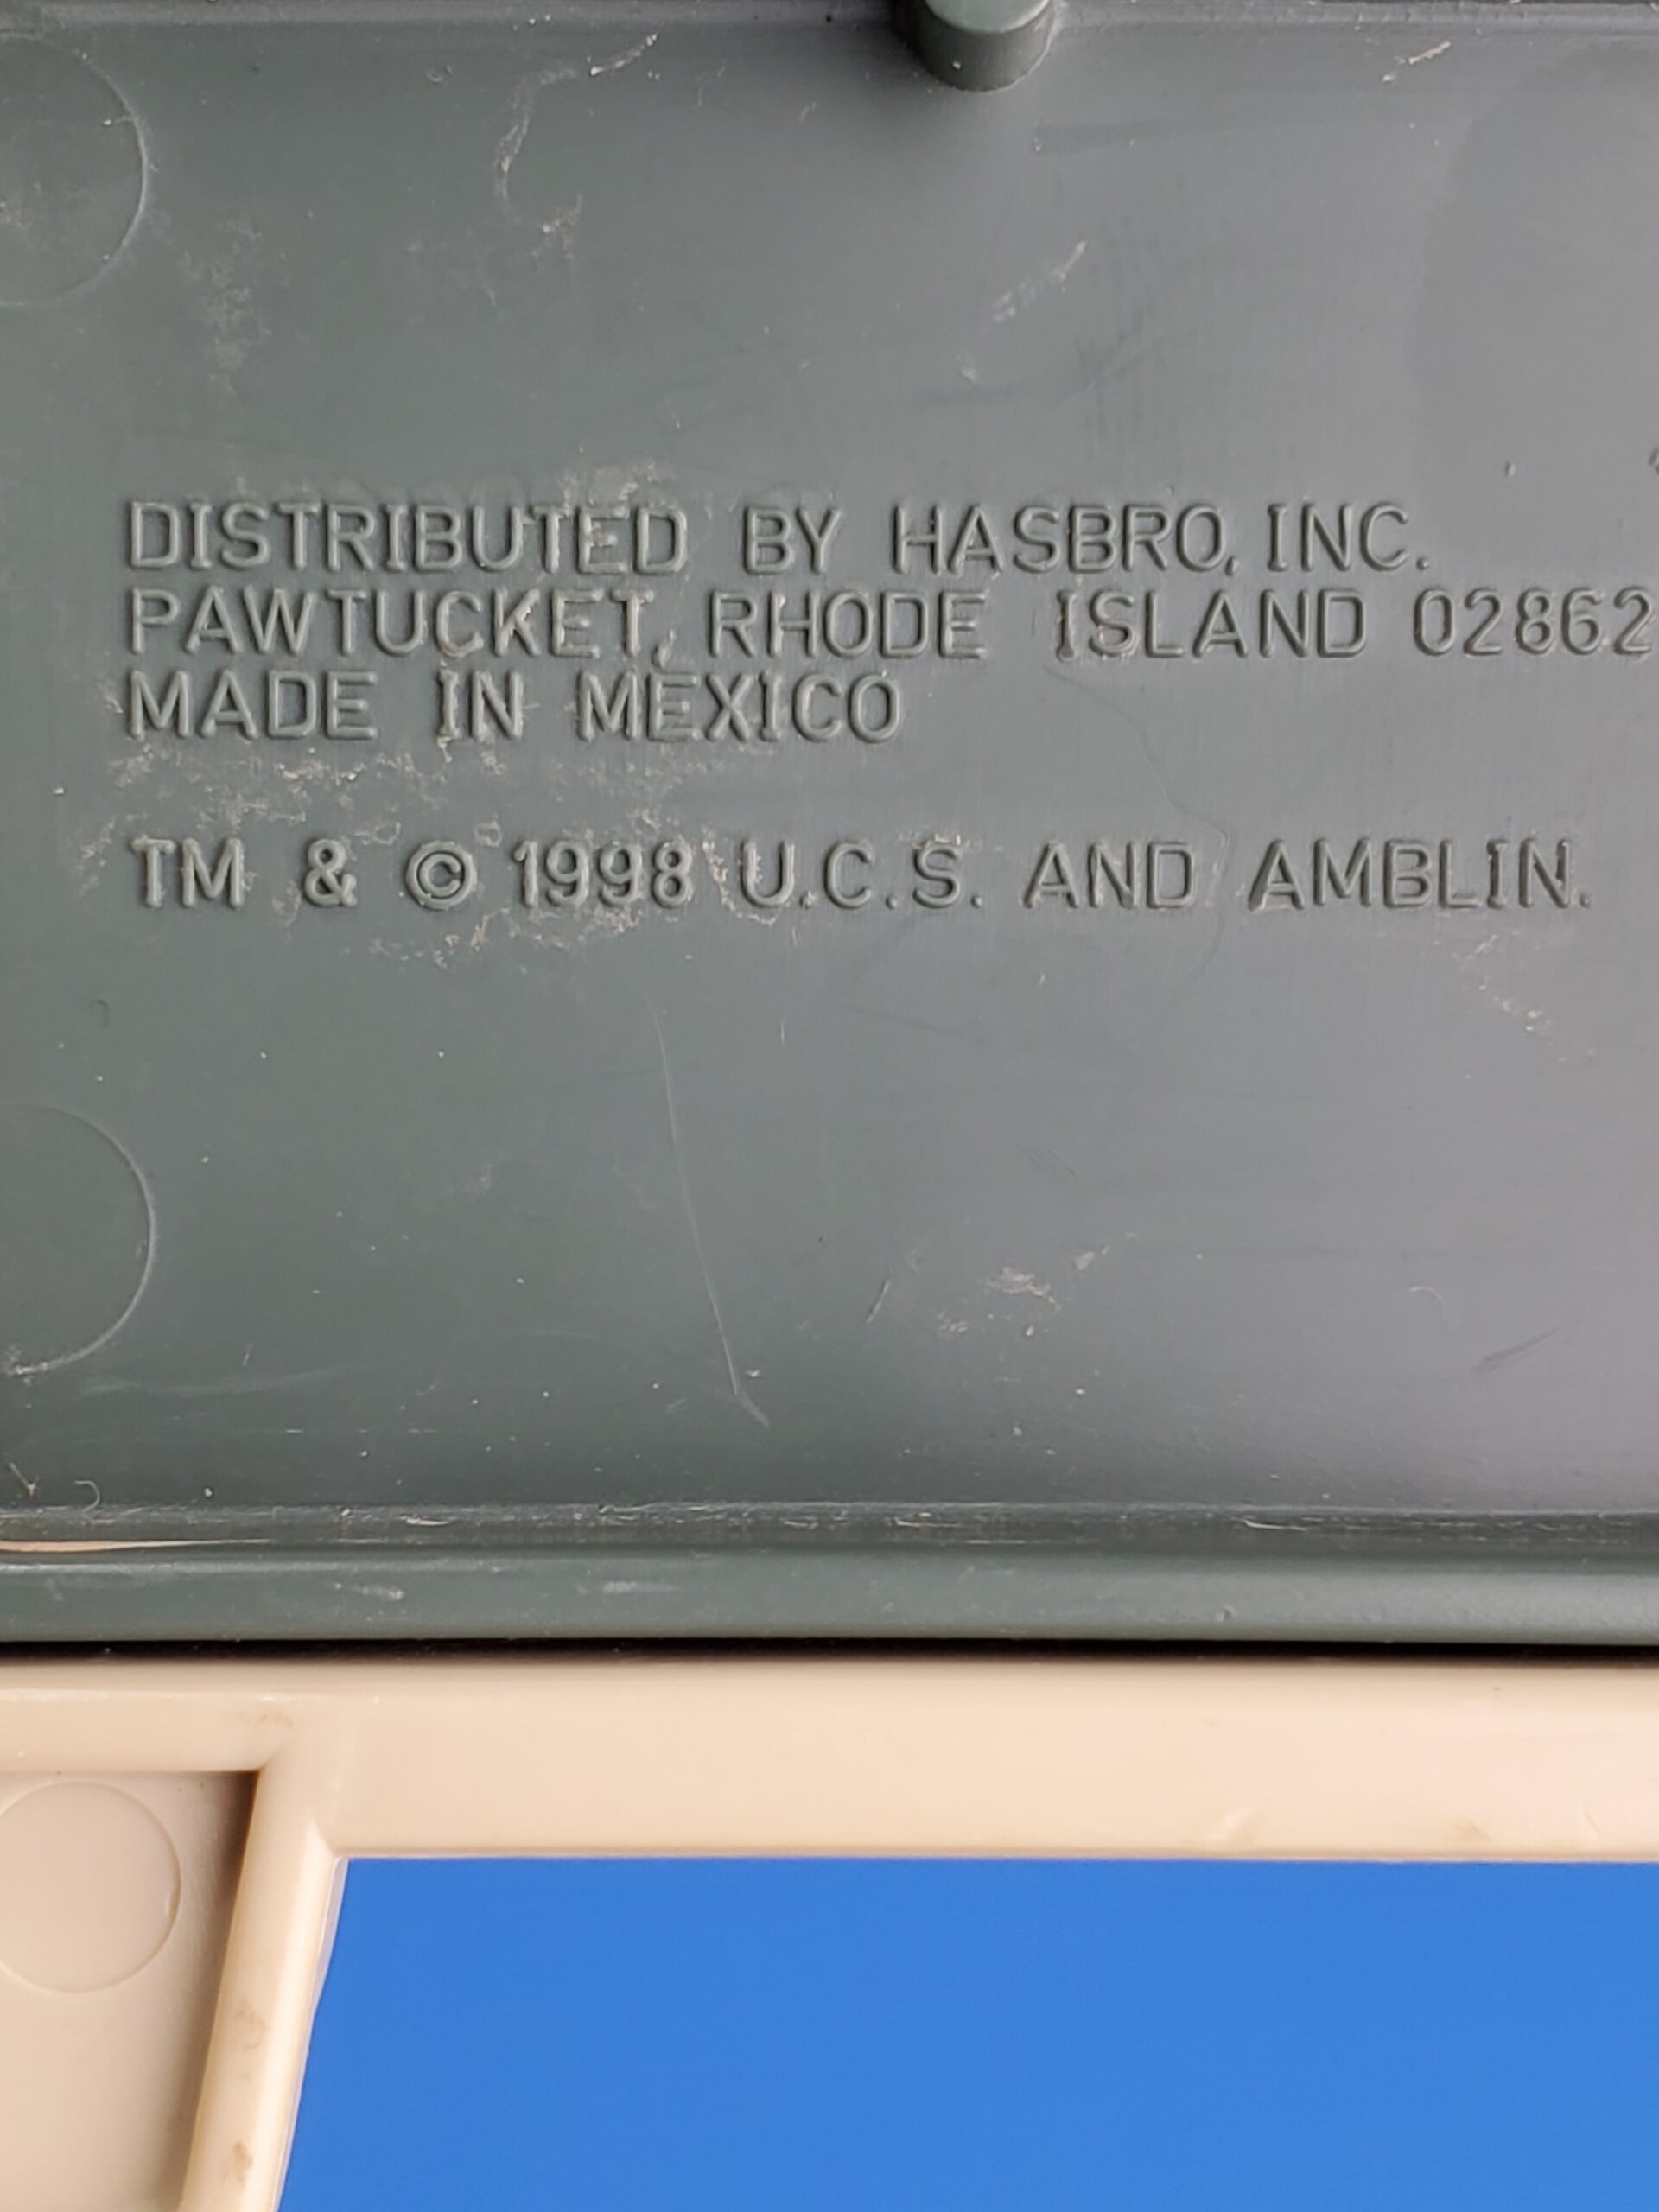 DISTRIBUTED BY HASBRO, INC.
PAWTUCKET, RHODE ISLAND 02862
MADE IN MEXICO
TM & © 1998 U.C.S. AND AMBLIN.